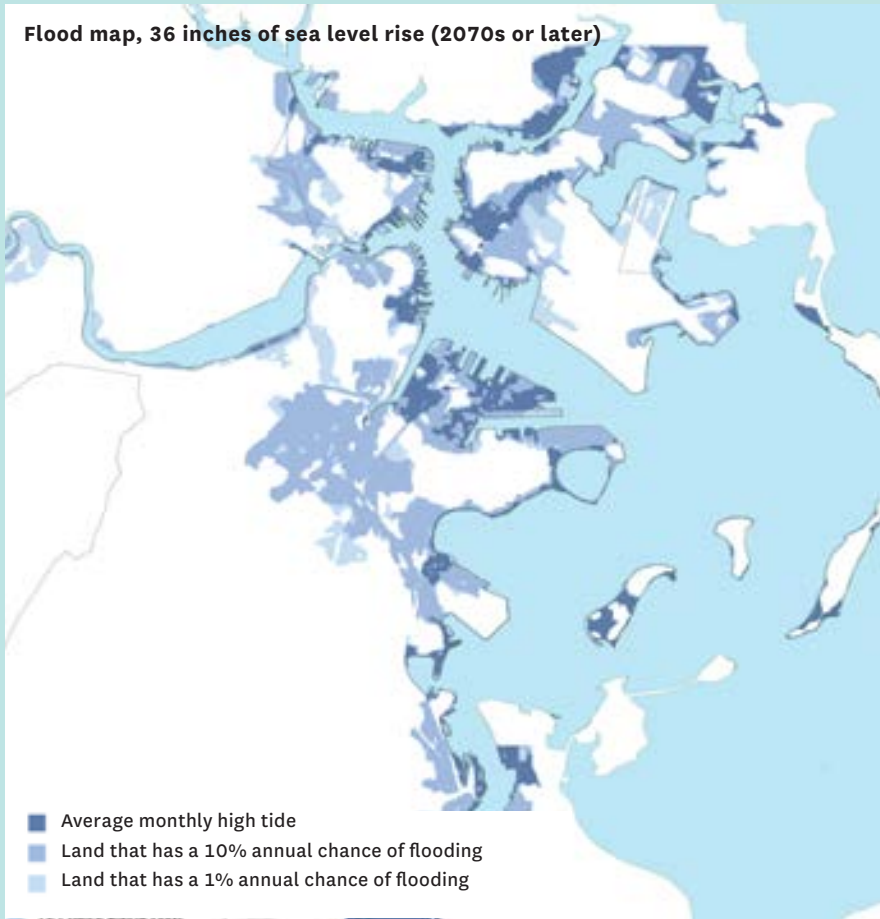 Flood map, 36 inches of sea level rise (2070s or later)
Average monthly high tide
Land that has a 10% annual chance of flooding
Land that has a 1% annual chance of flooding